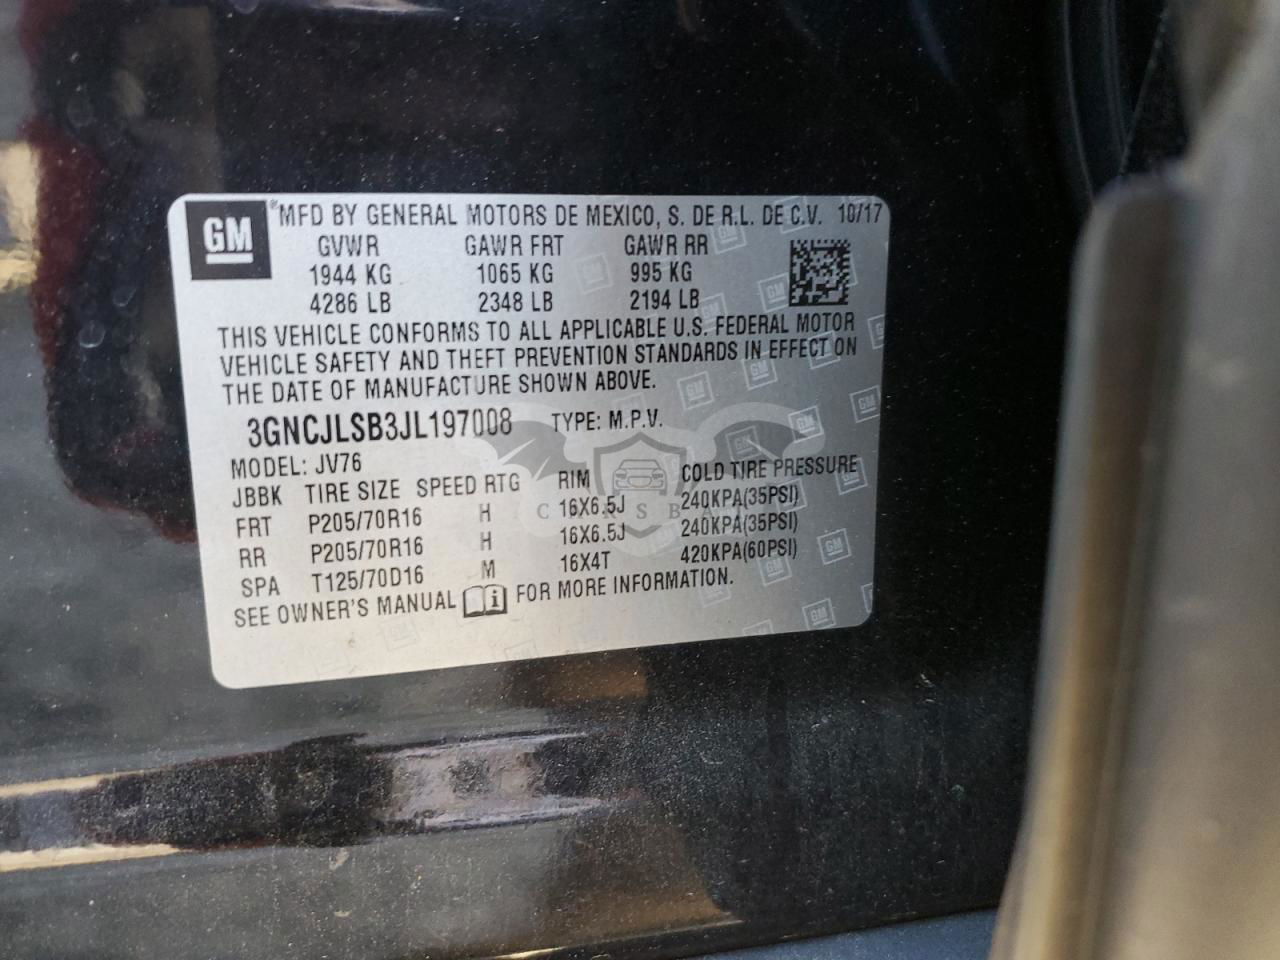 GM ®MFD BY GENERAL MOTORS DE MEXICO, S. DE R.L. DE C.V. 10/17
GVWR GAWR FRT GAWR RR
1944 KG 1065 KG 995 KG
4286 LB 2348 LB 2194 LB
THIS VEHICLE CONFORMS TO ALL APPLICABLE U.S. FEDERAL MOTOR
VEHICLE SAFETY AND THEFT PREVENTION STANDARDS IN EFFECT ON
THE DATE OF MANUFACTURE SHOWN ABOVE.
3GNCJLSB3JL197008 TYPE: M.P.V.
MODEL: JV76
JBBK TIRE SIZE SPEED RTG RIM COLD TIRE PRESSURE
FRT P205/70R16 H 16X6.5J 240KPA(35PSI)
RR P205/70R16 H 16X6.5J 240KPA(35PSI)
SPA T125/70D16 M 16X4T 420KPA(60PSI)
SEE OWNER'S MANUAL i FOR MORE INFORMATION.